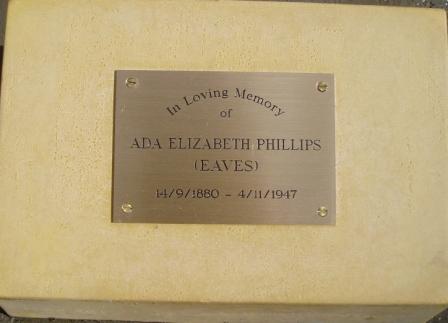 In Loving Memory
of
ADA ELIZABETH PHILLIPS
(EAVES)
14/9/1880 - 4/11/1947